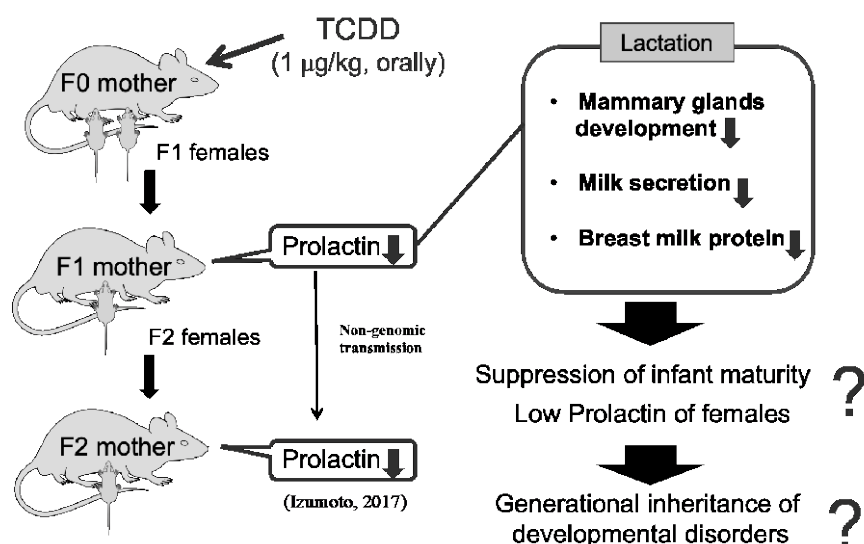 TCDD
(1 μg/kg, orally)
F0 mother
F1 females
F1 mother
Prolactin
F2 females
Non-genomic
transmission
F2 mother
Prolactin
(Izumoto, 2017)
Lactation
• Mammary glands
development
• Milk secretion
• Breast milk protein
Suppression of infant maturity
Low Prolactin of females
?
Generational inheritance of
developmental disorders
?